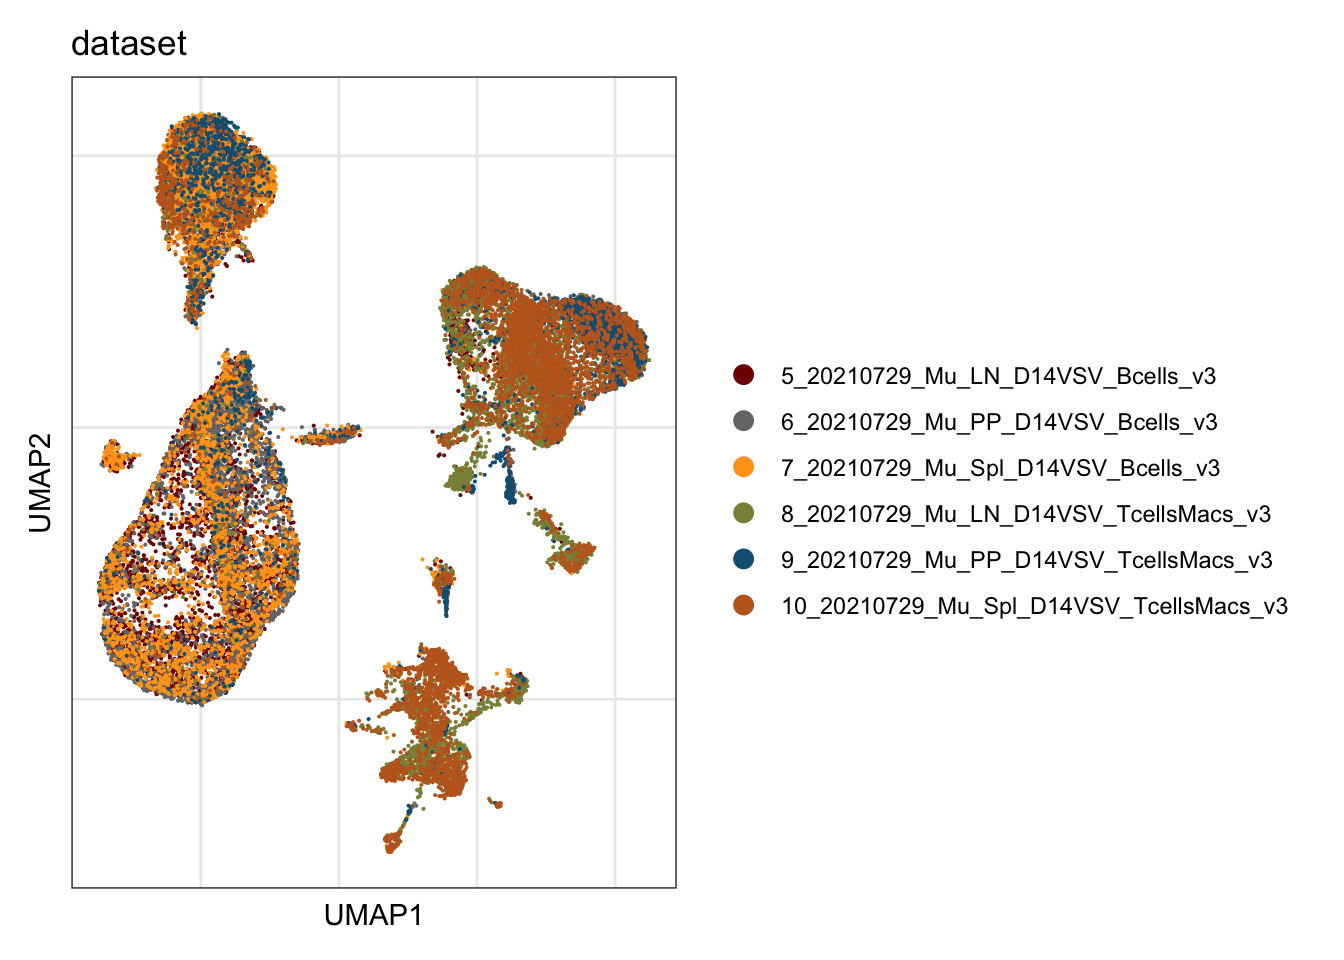 dataset
UMAP2
UMAP1
5_20210729_Mu_LN_D14VSV_Bcells_v3
6_20210729_Mu_PP_D14VSV_Bcells_v3
7_20210729_Mu_Spl_D14VSV_Bcells_v3
8_20210729_Mu_LN_D14VSV_TcellsMacs_v3
9_20210729_Mu_PP_D14VSV_TcellsMacs_v3
10_20210729_Mu_Spl_D14VSV_TcellsMacs_v3